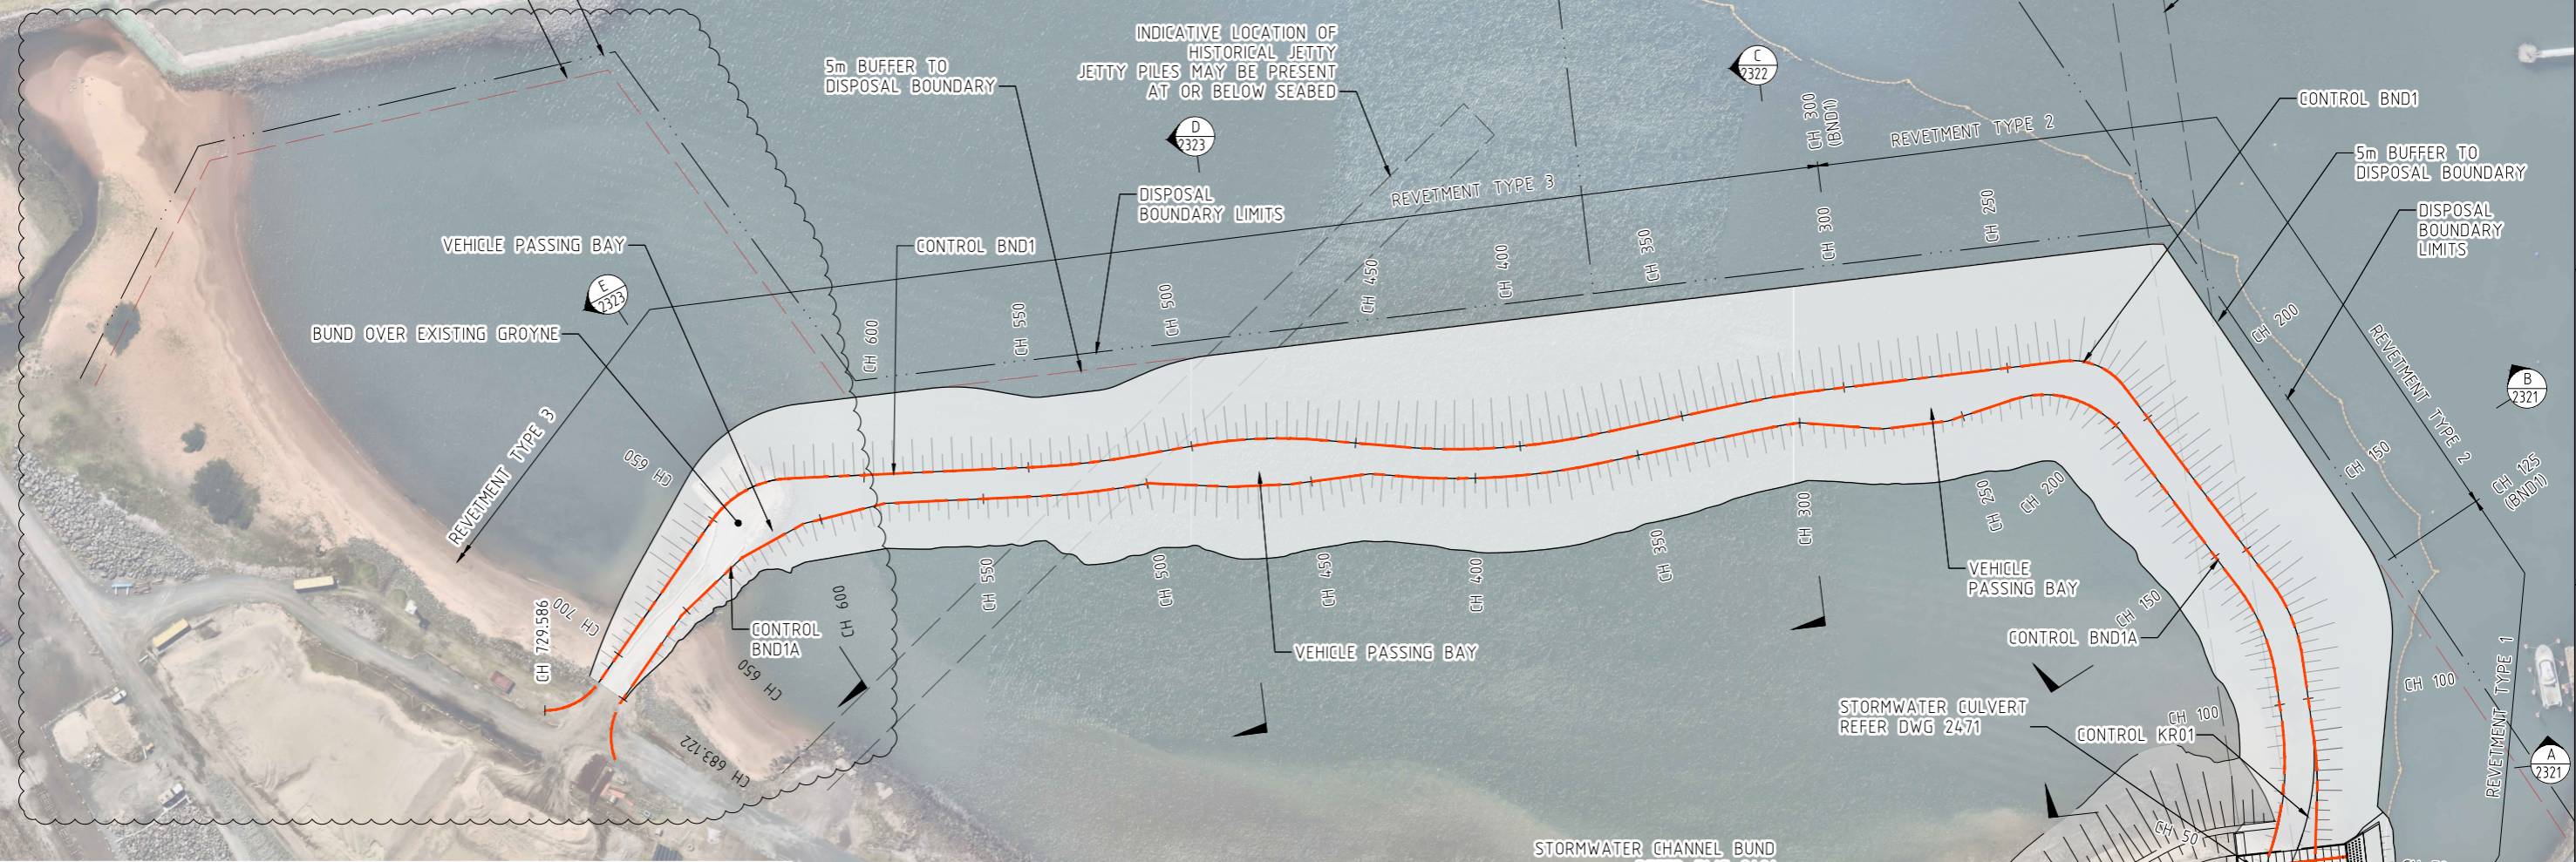 INDICATIVE LOCATION OF
HISTORICAL JETTY
JETTY PILES MAY BE PRESENT
AT OR BELOW SEABED
5m BUFFER TO
DISPOSAL BOUNDARY
C
2322
CH 300
(BND1)
REVETMENT TYPE 2
CONTROL BND1
D
2323
5m BUFFER TO
DISPOSAL BOUNDARY
REVETMENT TYPE 3
DISPOSAL
BOUNDARY LIMITS
DISPOSAL
BOUNDARY
LIMITS
VEHICLE PASSING BAY
CONTROL BND1
CH 600
CH 550
CH 500
CH 450
CH 400
CH 350
CH 300
CH 250
CH 200
E
2323
BUND OVER EXISTING GROYNE
REVETMENT TYPE 2
B
2321
REVETMENT TYPE 3
CH 650
CH 150
CH 125
(BND1)
CH 700
CH 729.586
CONTROL
BND1A
CH 600
CH 550
CH 500
CH 450
CH 400
CH 350
CH 300
CH 250
CH 200
VEHICLE
PASSING BAY
CH 150
CONTROL BND1A
VEHICLE PASSING BAY
CH 650
CH 683.122
CH 100
REVETMENT TYPE 1
STORMWATER CULVERT
REFER DWG 2471
CH 100
CONTROL KR01
A
2321
CH 50
STORMWATER CHANNEL BUND